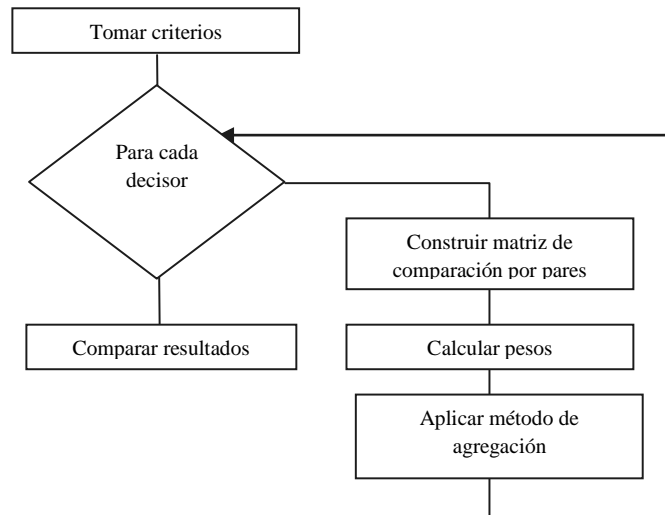 Tomar criterios
Para cada
decisor
Construir matriz de
comparación por pares
Comparar resultados
Calcular pesos
Aplicar método de
agregación